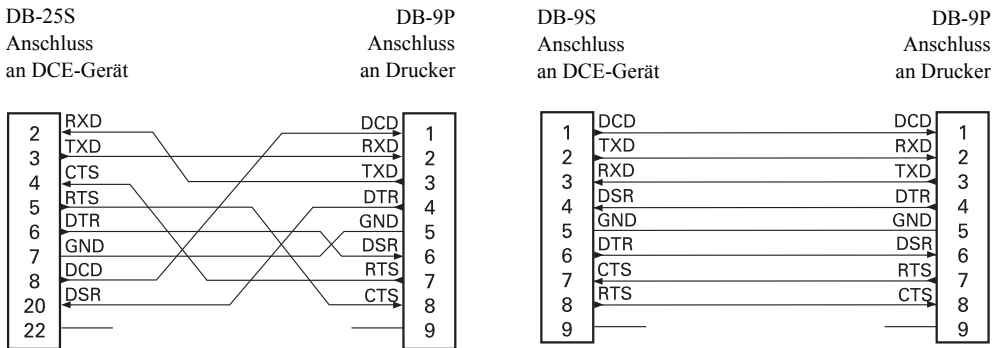 DB-25S
Anschluss
an DCE-Gerät
DB-9P
Anschluss
an Drucker
2 RXD DCD 1
3 TXD RXD 2
4 CTS TXD 3
5 RTS DTR 4
6 DTR GND 5
7 GND DSR 6
8 DCD RTS 7
20 DSR CTS 8
22 9
DB-9S
Anschluss
an DCE-Gerät
DB-9P
Anschluss
an Drucker
1 DCD DCD 1
2 TXD RXD 2
3 RXD TXD 3
4 DSR DTR 4
5 GND GND 5
6 DTR DSR 6
7 CTS RTS 7
8 RTS CTS 8
9 9